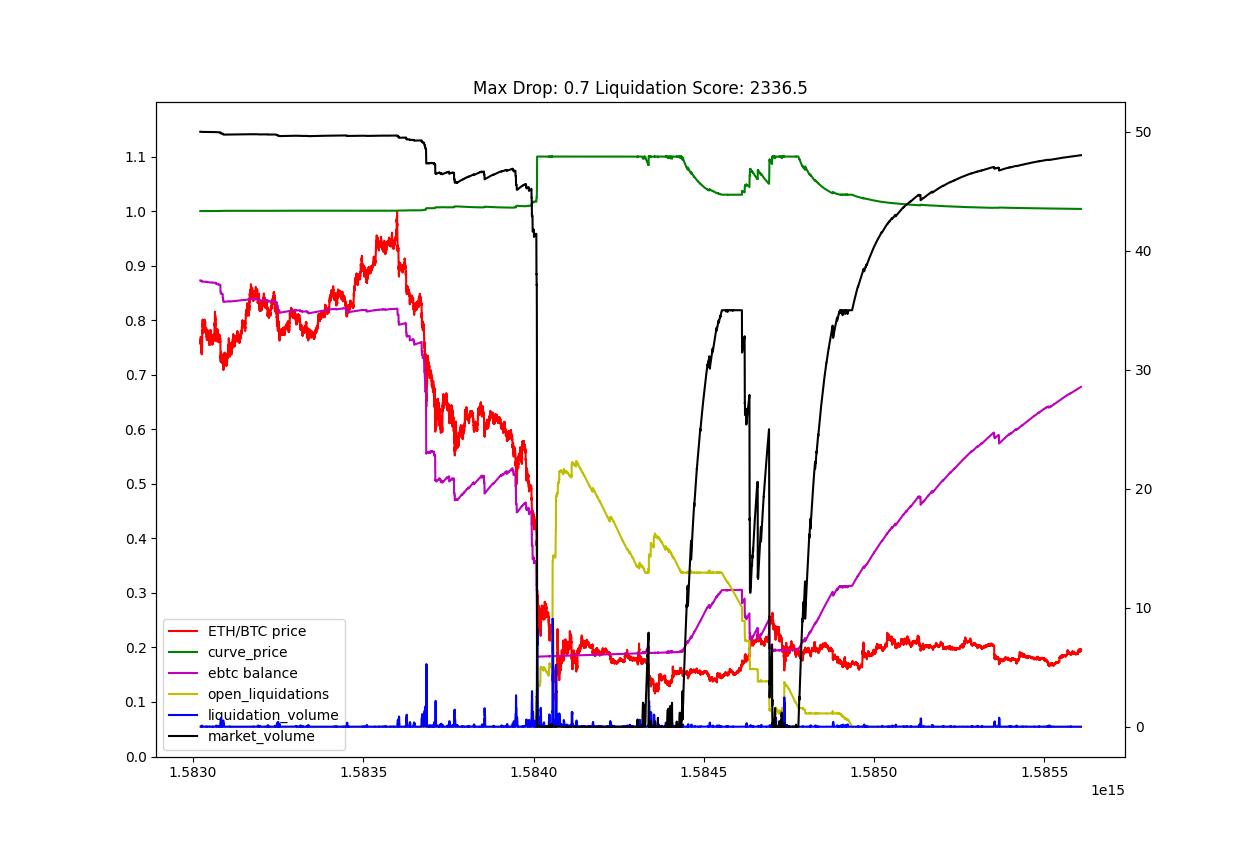 Max Drop: 0.7 Liquidation Score: 2336.5
1.1
1.0
0.9
0.8
0.7
0.6
0.5
0.4
0.3
0.2
0.1
0.0
50
40
30
20
10
0
ETH/BTC price
curve_price
ebtc balance
open_liquidations
liquidation_volume
market_volume
1.5830 1.5835 1.5840 1.5845 1.5850 1.5855
1e15